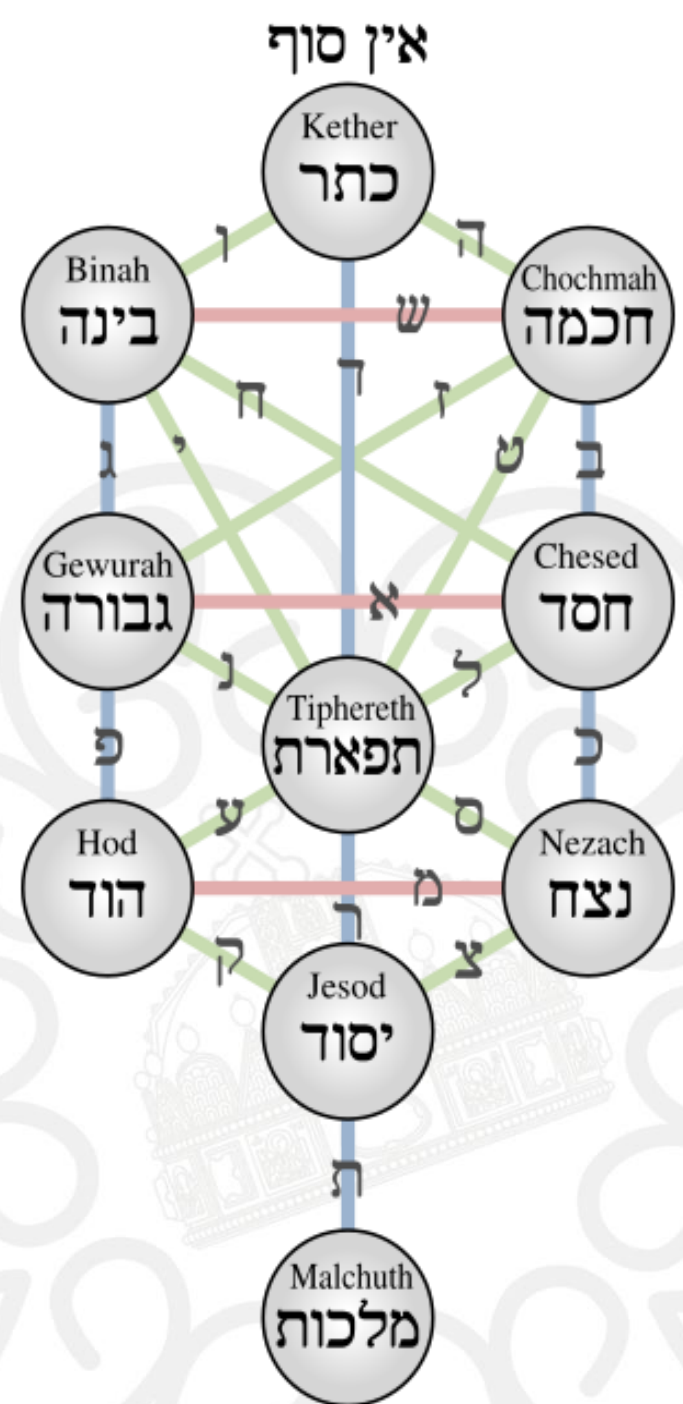 אין סוף
Kether
כתר
ו
ה
Binah
בינה
Chochmah
חכמה
ש
ד
ח
ז
ג
י
ט
ב
Gewurah
גבורה
Chesed
חסד
א
נ
ל
Tiphereth
תפארת
פ
כ
ע
ס
Hod
הוד
Nezach
נצח
מ
ר
ק
צ
Jesod
יסוד
ת
Malchuth
מלכות